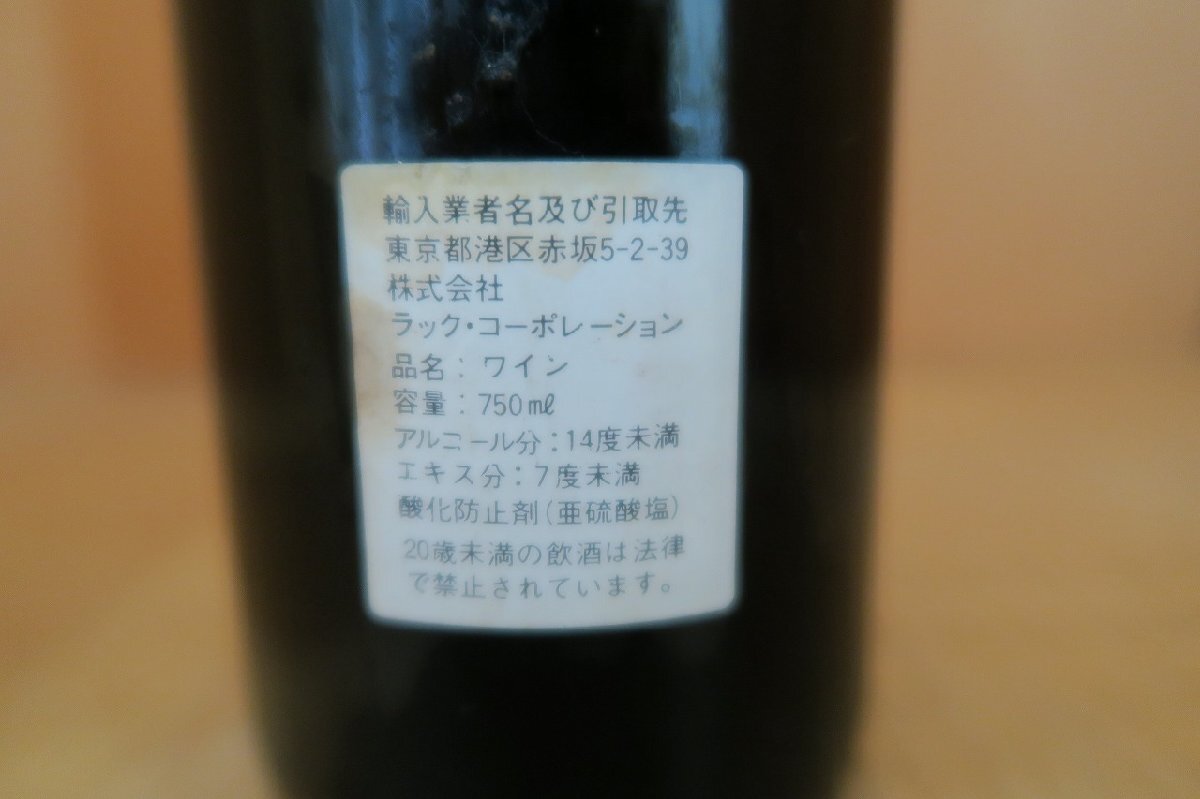 輸入業者名及び引取先
東京都港区赤坂5-2-39
株式会社
ラック・コーポレーション
品名：ワイン
容量：750mℓ
アルコール分：14度未満
エキス分：7度未満
酸化防止剤(亜硫酸塩)
20歳未満の飲酒は法律
で禁止されています。